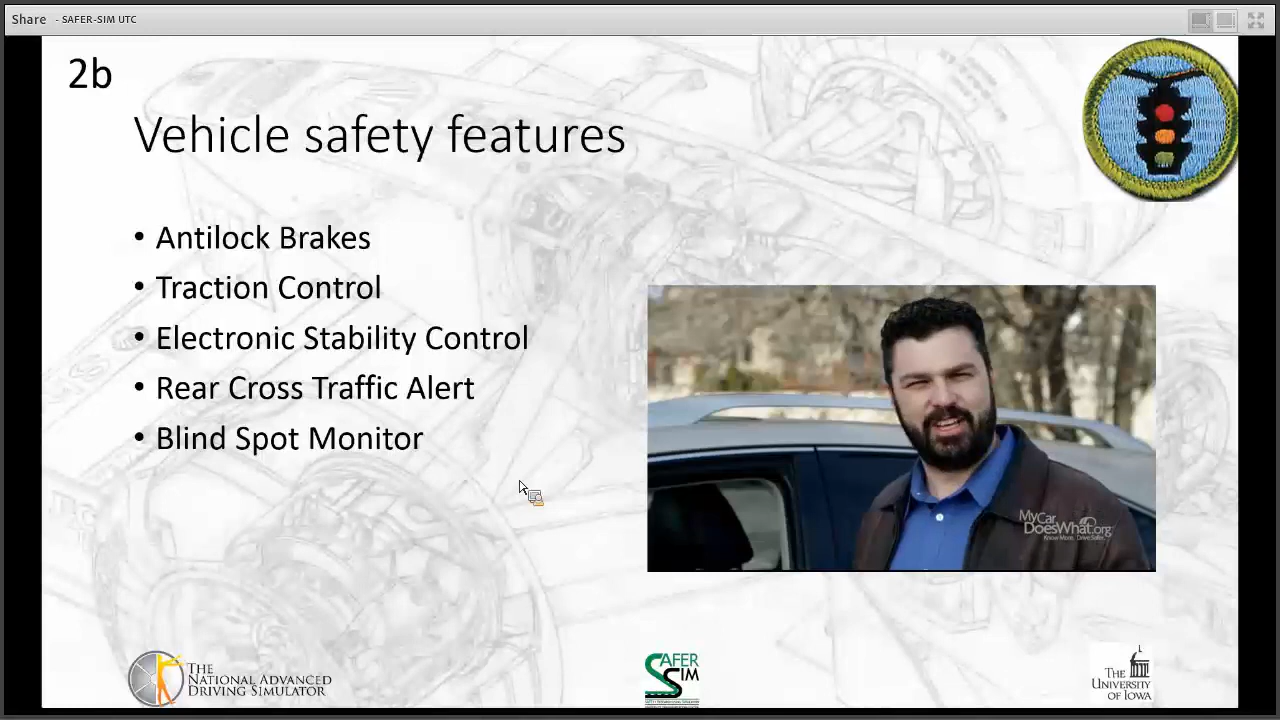 Share - SAFER-SIM UTC
2b
Vehicle safety features
• Antilock Brakes
• Traction Control
• Electronic Stability Control
• Rear Cross Traffic Alert
• Blind Spot Monitor
MyCar
DoesWhat.org
Know More. Drive Safer.
THE
NATIONAL ADVANCED
DRIVING SIMULATOR
SAFER
SIM
THE
UNIVERSITY
OF IOWA